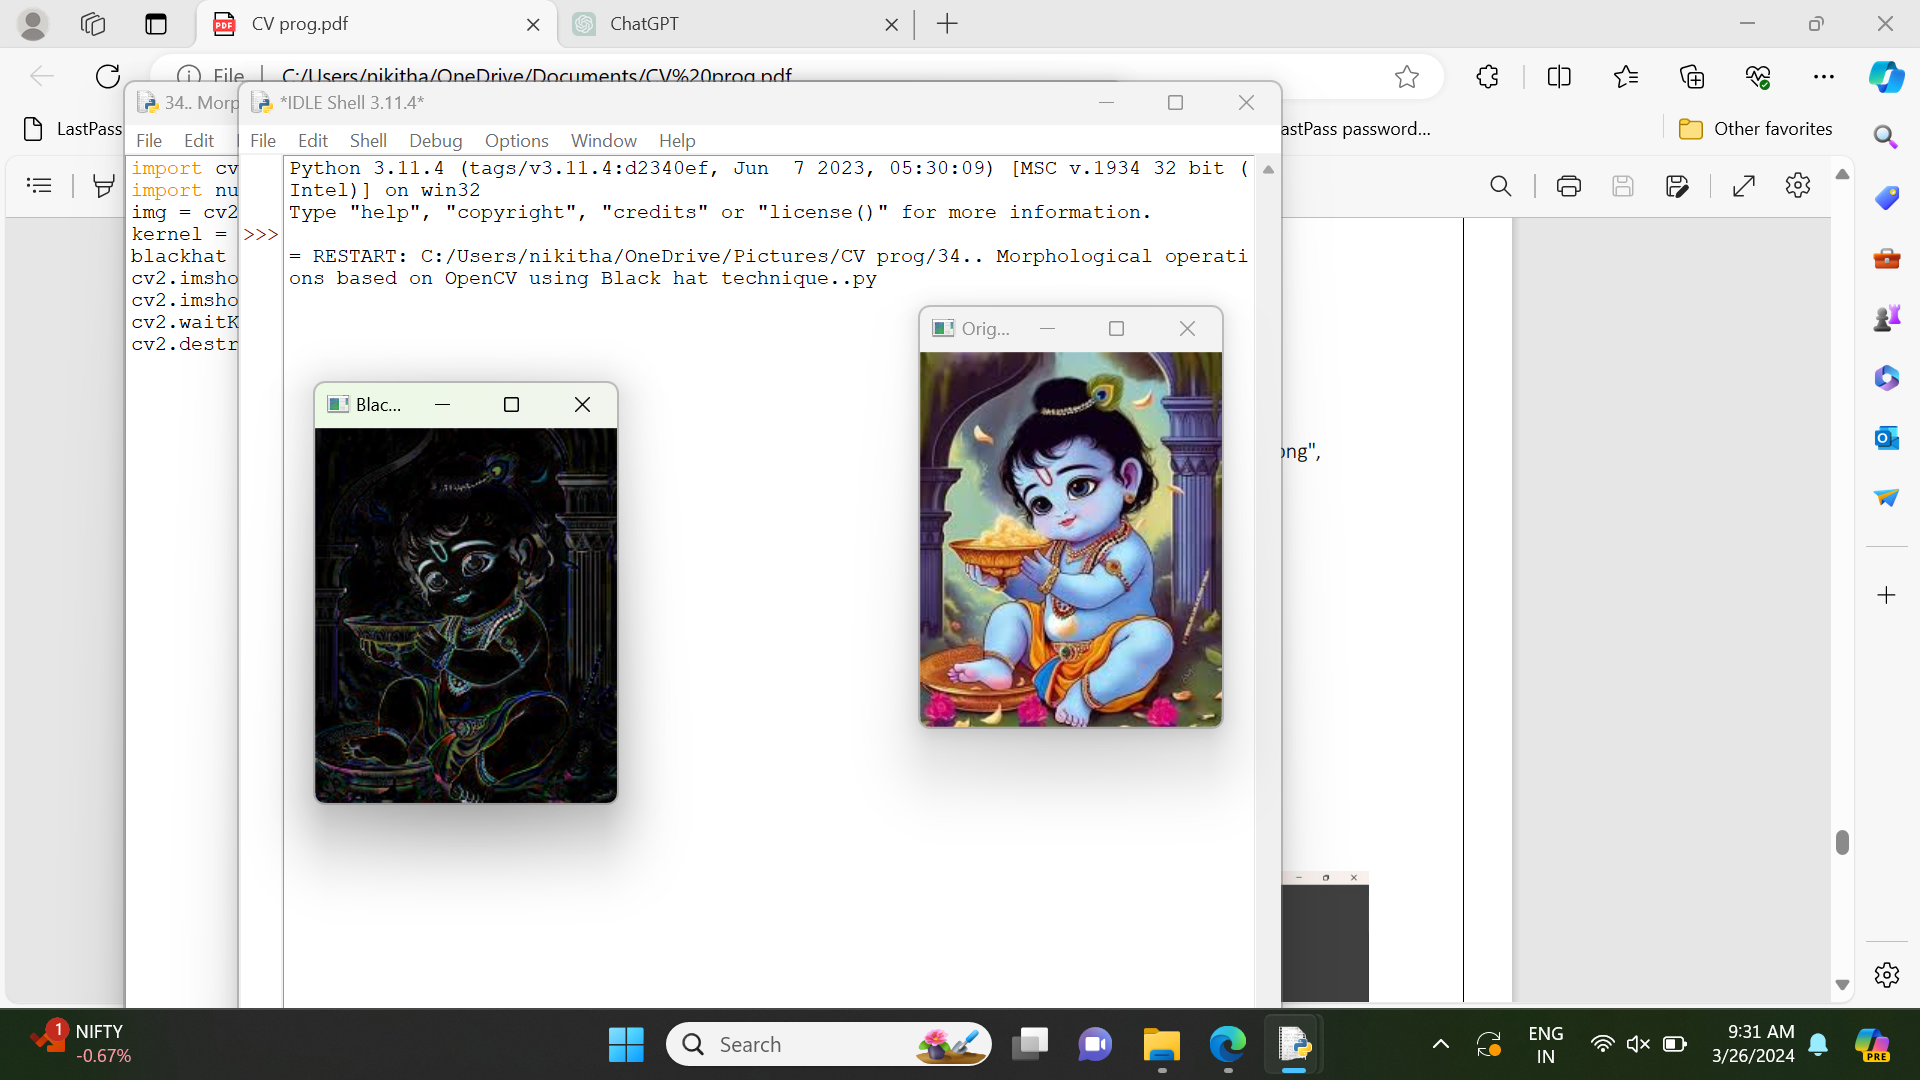 CV prog.pdf
ChatGPT
File
C:/Users/nikitha/OneDrive/Documents/CV%20prog.pdf
LastPass
astPass password...
Other favorites
34.. Morp
File Edit
import cv
import nu
img = cv2
kernel =
blackhat
cv2.imsho
cv2.imsho
cv2.waitK
cv2.destr
*IDLE Shell 3.11.4*
File Edit Shell Debug Options Window Help
Python 3.11.4 (tags/v3.11.4:d2340ef, Jun  7 2023, 05:30:09) [MSC v.1934 32 bit (
Intel)] on win32
Type "help", "copyright", "credits" or "license()" for more information.
>>>
= RESTART: C:/Users/nikitha/OneDrive/Pictures/CV prog/34.. Morphological operati
ons based on OpenCV using Black hat technique..py
Orig...
Blac...
ong",
1
NIFTY
-0.67%
Search
ENG
IN
9:31 AM
3/26/2024
PRE